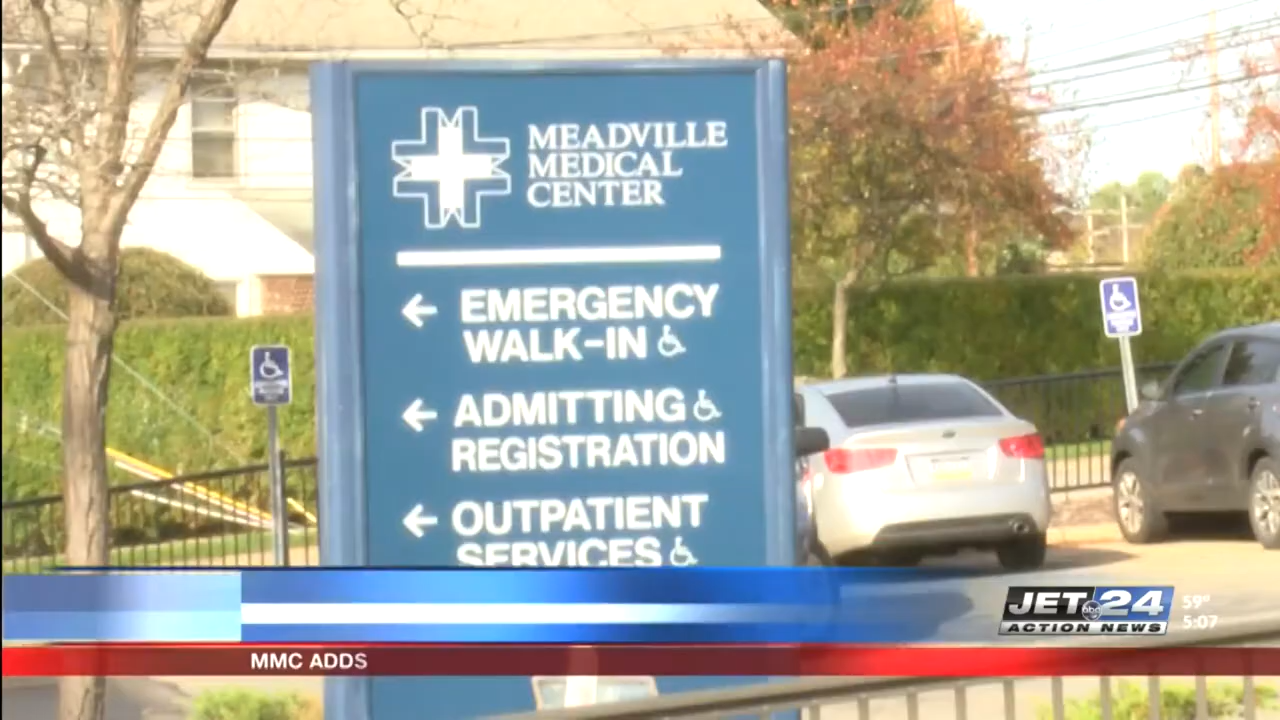 MEADVILLE
MEDICAL
CENTER
← EMERGENCY
WALK-IN
← ADMITTING
REGISTRATION
← OUTPATIENT
SERVICES
JET abc 24
ACTION NEWS
59°
5:07
MMC ADDS